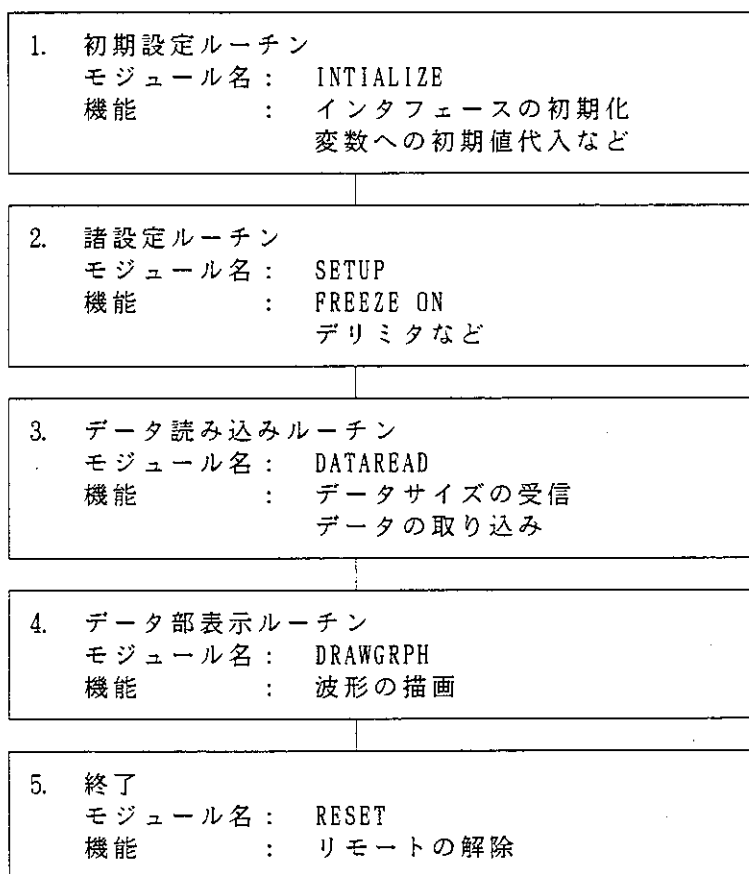 1. 初期設定ルーチン
モジュール名: INTIALIZE
機能 : インタフェースの初期化
変数への初期値代入など
2. 諸設定ルーチン
モジュール名: SETUP
機能 : FREEZE ON
デリミタなど
3. データ読み込みルーチン
モジュール名: DATAREAD
機能 : データサイズの受信
データの取り込み
4. データ部表示ルーチン
モジュール名: DRAWGRPH
機能 : 波形の描画
5. 終了
モジュール名: RESET
機能 : リモートの解除